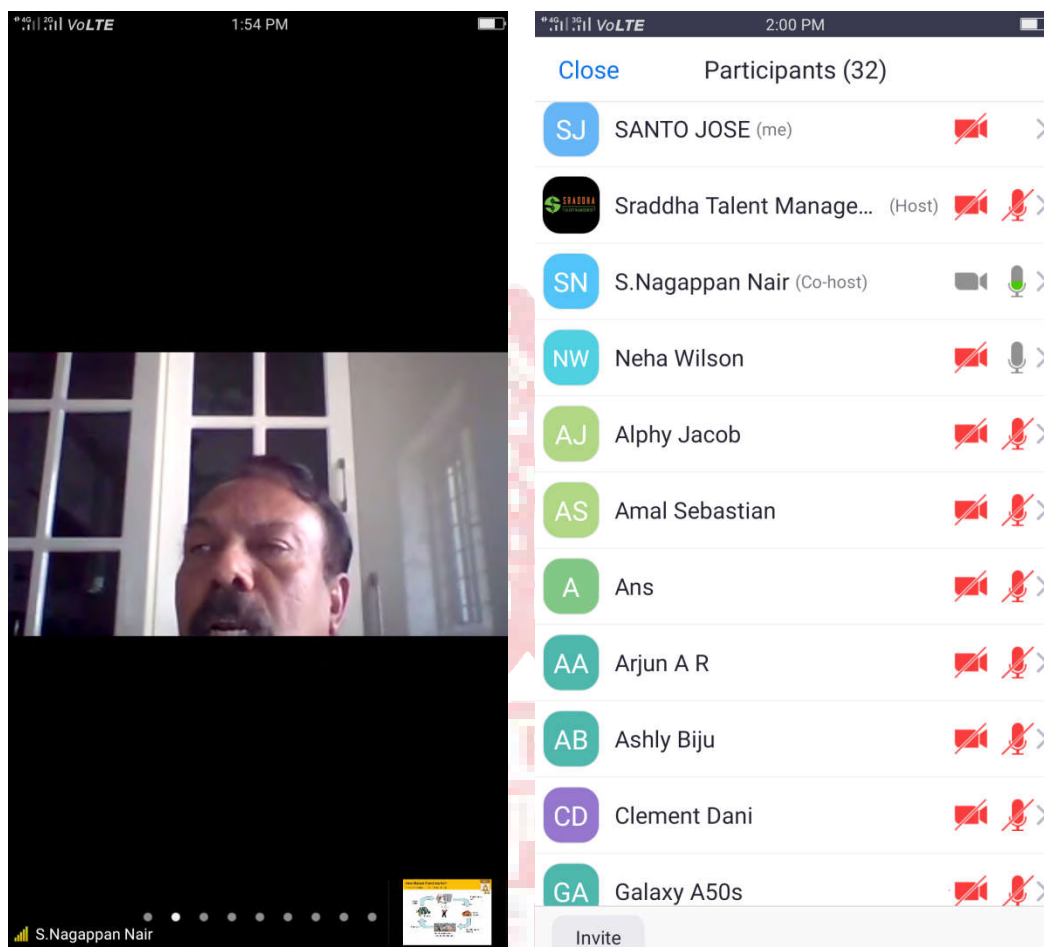 4G 2G VoLTE 1:54 PM
S.Nagappan Nair
4G 3G VoLTE 2:00 PM
Close Participants (32)
SJ SANTO JOSE (me)
SRADDHA Sraddha Talent Manage... (Host)
SN S.Nagappan Nair (Co-host)
NW Neha Wilson
AJ Alphy Jacob
AS Amal Sebastian
A Ans
AA Arjun A R
AB Ashly Biju
CD Clement Dani
GA Galaxy A50s
Invite